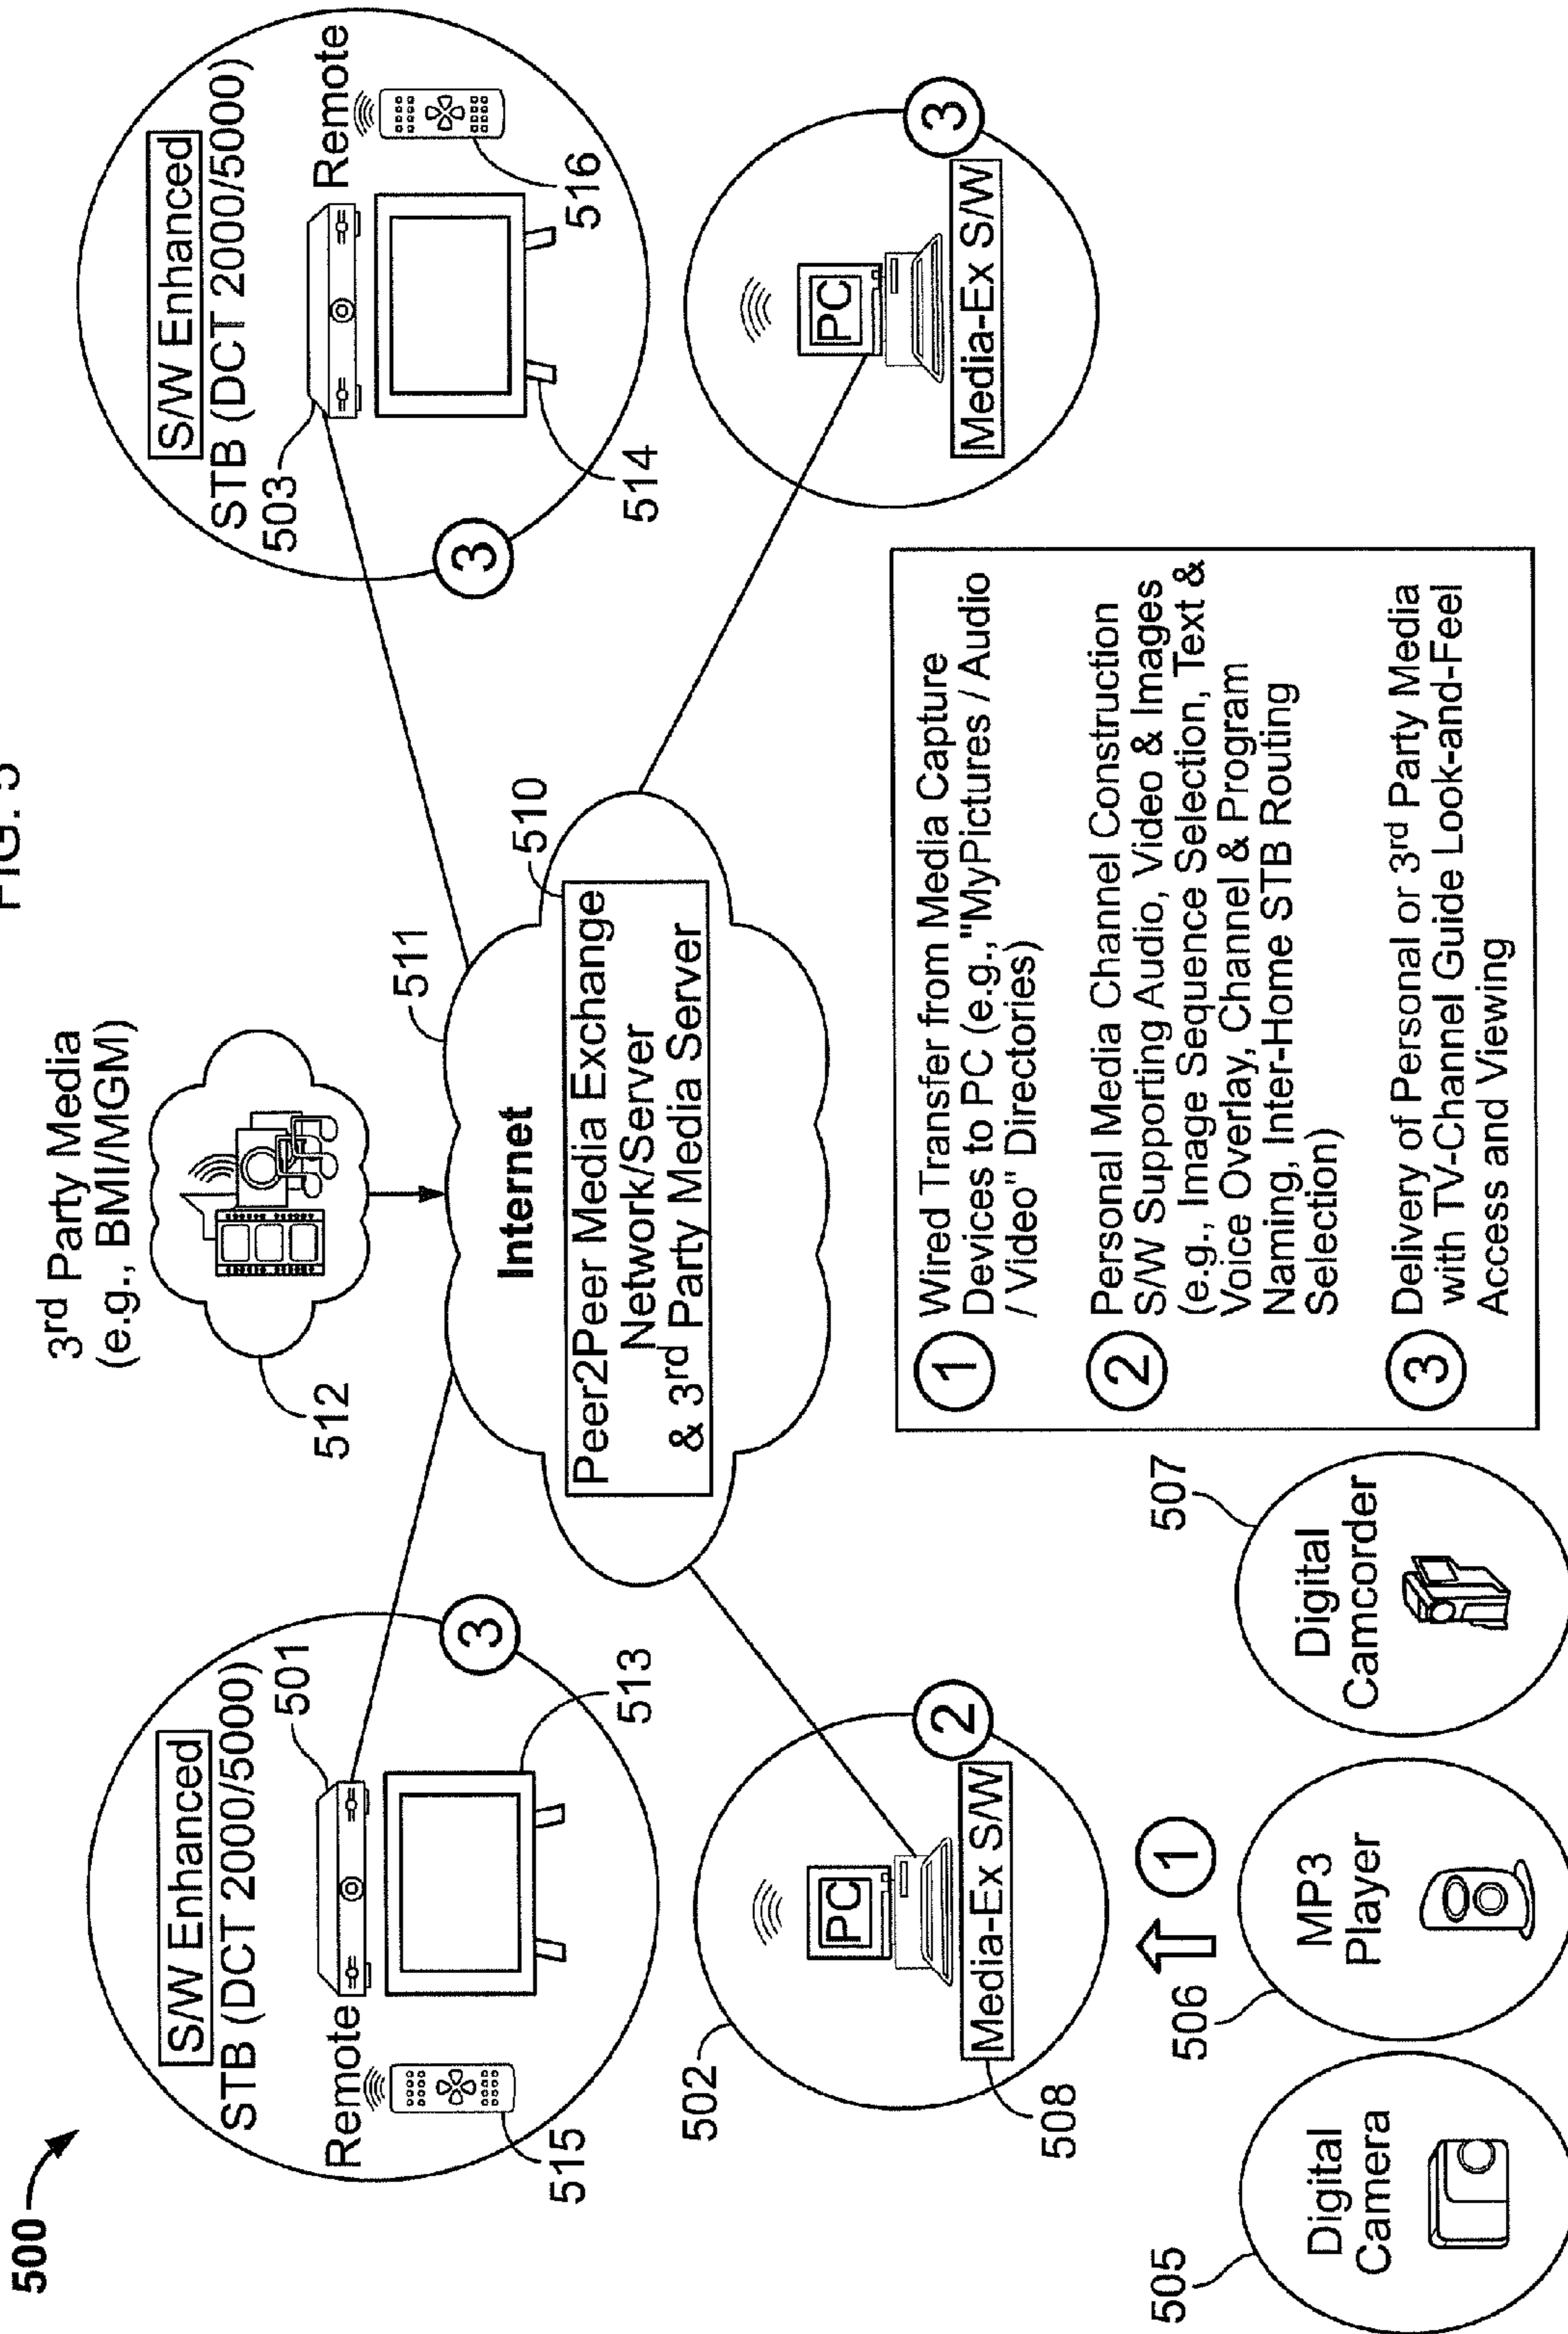 FIG. 5
500
3rd Party Media
(e.g., BMI/MGM)
512
S/W Enhanced
STB (DCT 2000/5000)
501
Remote
515
513
3
511
Internet
510
Peer2Peer Media Exchange
Network/Server
& 3rd Party Media Server
S/W Enhanced
STB (DCT 2000/5000)
503
Remote
516
514
3
502
PC
2
Media-Ex S/W
508
PC
3
Media-Ex S/W
1
505
Digital
Camera
506
MP3
Player
507
Digital
Camcorder
1 Wired Transfer from Media Capture
Devices to PC (e.g.,"MyPictures / Audio
/ Video" Directories)
2 Personal Media Channel Construction
S/W Supporting Audio, Video & Images
(e.g., Image Sequence Selection, Text &
Voice Overlay, Channel & Program
Naming, Inter-Home STB Routing
Selection)
3 Delivery of Personal or 3rd Party Media
with TV-Channel Guide Look-and-Feel
Access and Viewing